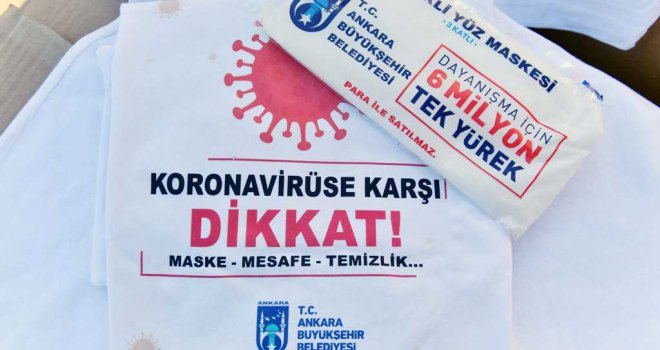 KORONAVİRÜSE KARŞI
DİKKAT!
MASKE - MESAFE - TEMİZLİK...
ANKARA
T.C.
ANKARA
BÜYÜKŞEHİR
BELEDİYESİ
T.C.
ANKARA
BÜYÜKŞEHİR
BELEDİYESİ
YÜZ MASKESİ
- 3 KATLI -
DAYANIŞMA İÇİN
6 MİLYON
TEK YÜREK
PARA İLE SATILMAZ.